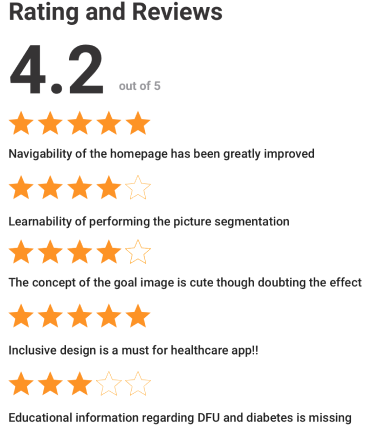 Rating and Reviews
4.2 out of 5
Navigability of the homepage has been greatly improved
Learnability of performing the picture segmentation
The concept of the goal image is cute though doubting the effect
Inclusive design is a must for healthcare app!!
Educational information regarding DFU and diabetes is missing